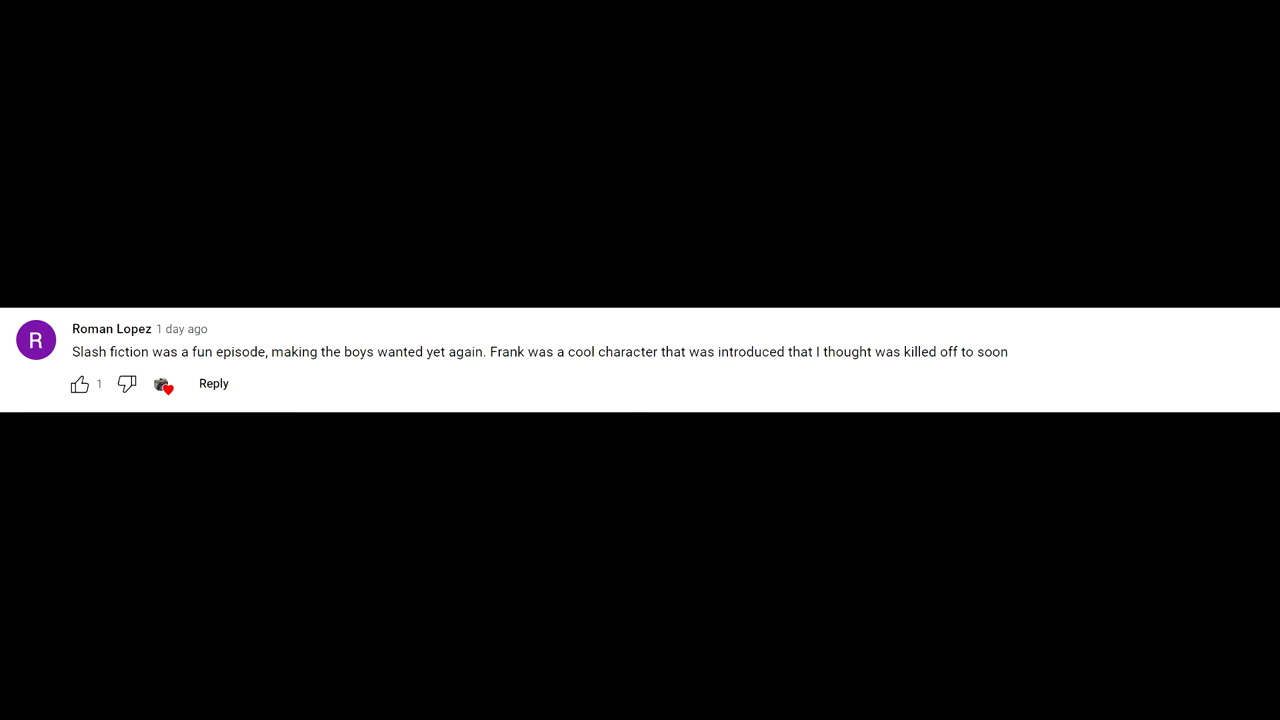 R
Roman Lopez 1 day ago
Slash fiction was a fun episode, making the boys wanted yet again. Frank was a cool character that was introduced that I thought was killed off to soon
1 Reply